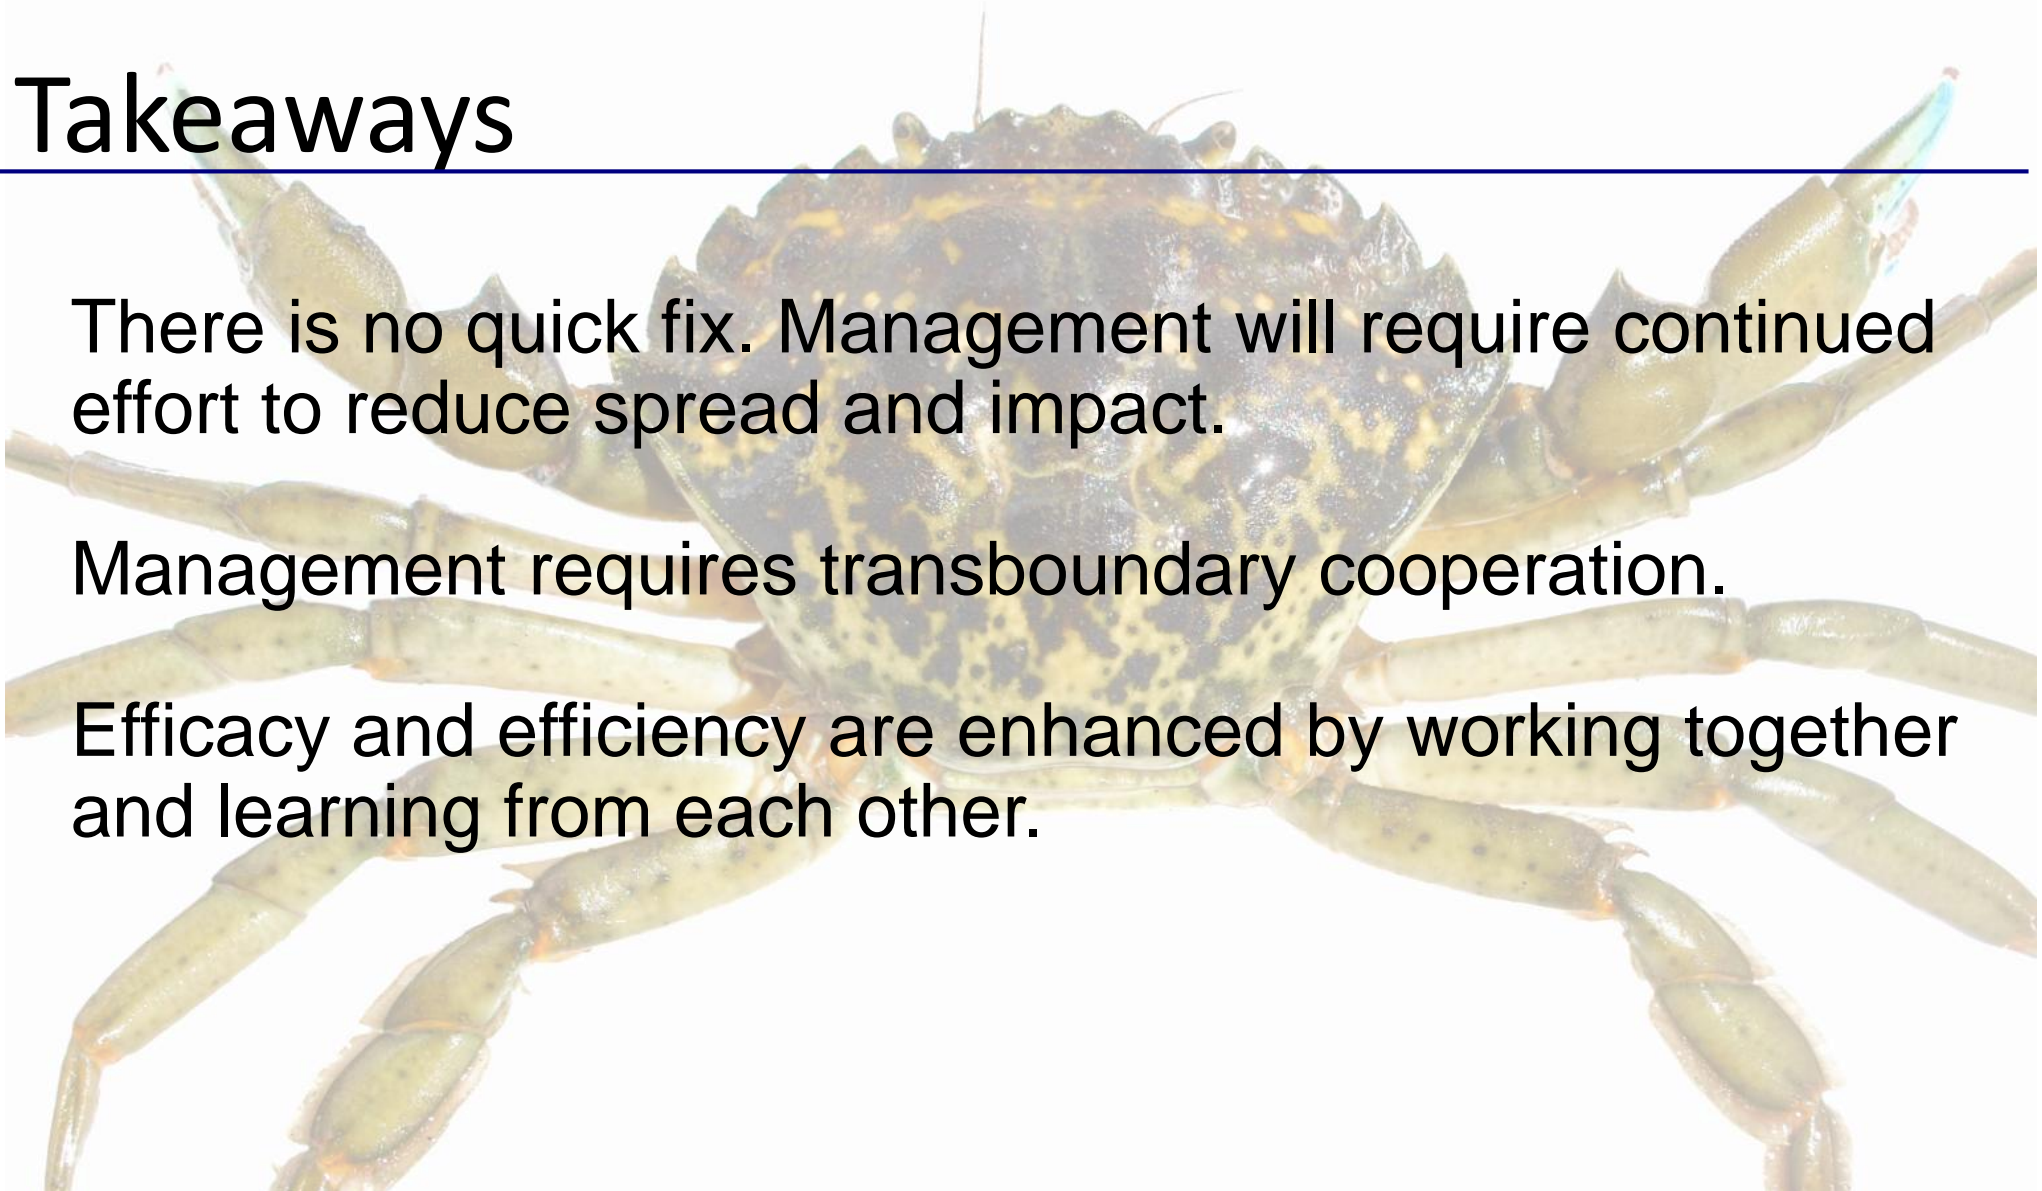 Takeaways
There is no quick fix. Management will require continued
effort to reduce spread and impact.
Management requires transboundary cooperation.
Efficacy and efficiency are enhanced by working together
and learning from each other.